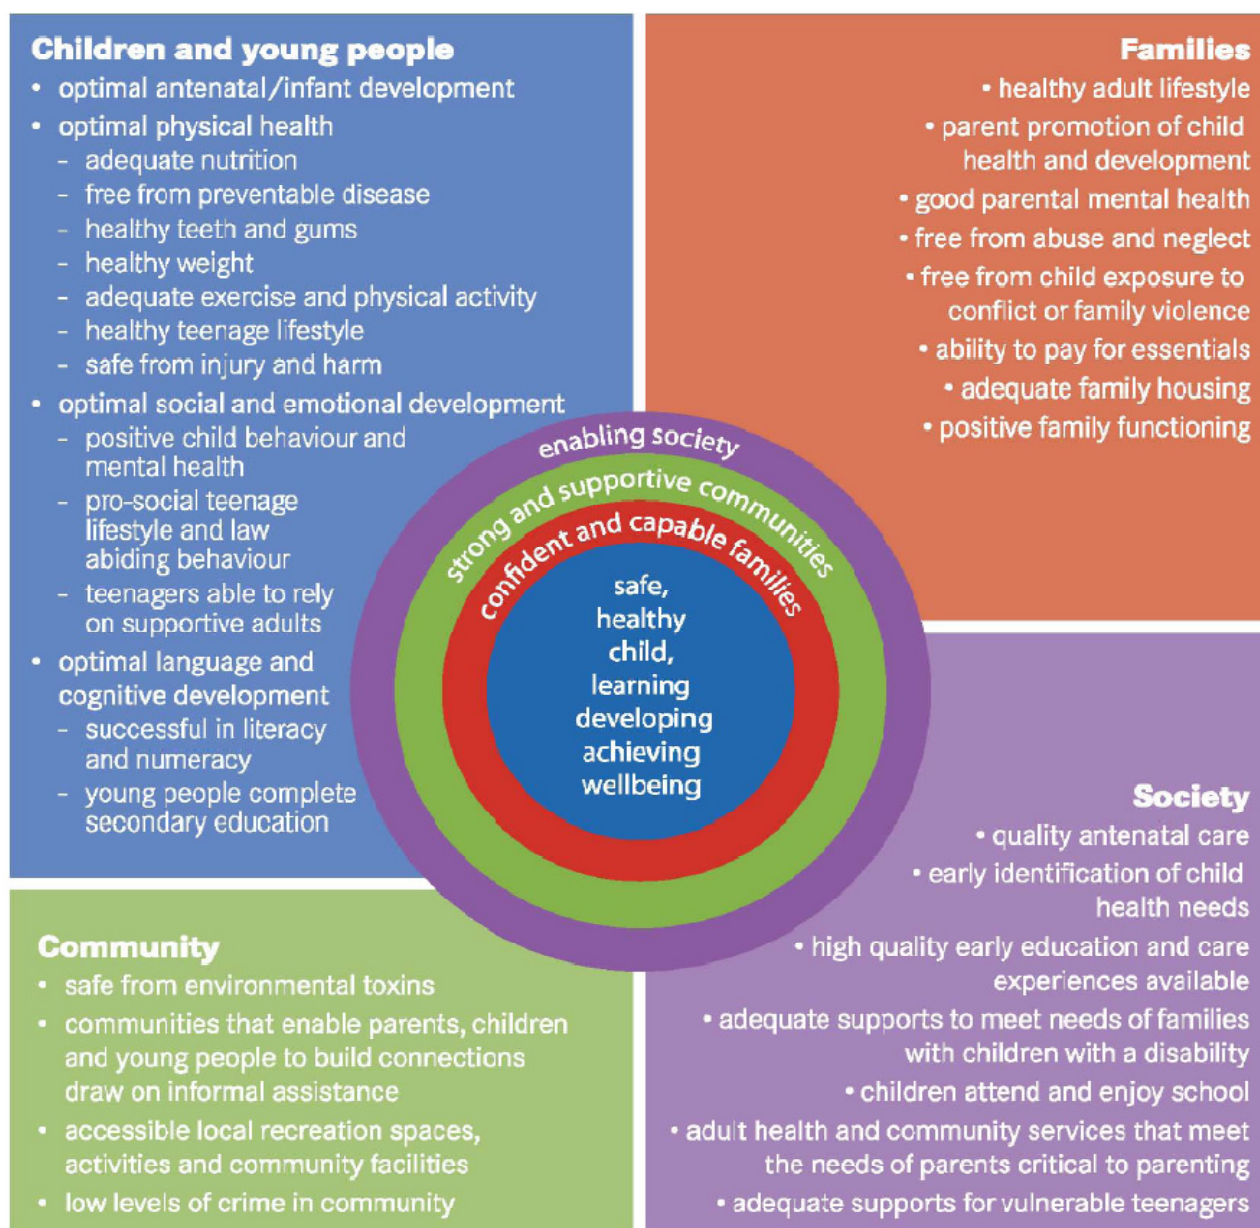 Children and young people
• optimal antenatal/infant development
• optimal physical health
- adequate nutrition
- free from preventable disease
- healthy teeth and gums
- healthy weight
- adequate exercise and physical activity
- healthy teenage lifestyle
- safe from injury and harm
• optimal social and emotional development
- positive child behaviour and
mental health
- pro-social teenage
lifestyle and law
abiding behaviour
- teenagers able to rely
on supportive adults
• optimal language and
cognitive development
- successful in literacy
and numeracy
- young people complete
secondary education
Families
• healthy adult lifestyle
• parent promotion of child
health and development
• good parental mental health
• free from abuse and neglect
• free from child exposure to
conflict or family violence
• ability to pay for essentials
• adequate family housing
• positive family functioning
enabling society
strong and supportive communities
confident and capable families
safe,
healthy
child,
learning
developing
achieving
wellbeing
Community
• safe from environmental toxins
• communities that enable parents, children
and young people to build connections
draw on informal assistance
• accessible local recreation spaces,
activities and community facilities
• low levels of crime in community
Society
• quality antenatal care
• early identification of child
health needs
• high quality early education and care
experiences available
• adequate supports to meet needs of families
with children with a disability
• children attend and enjoy school
• adult health and community services that meet
the needs of parents critical to parenting
• adequate supports for vulnerable teenagers